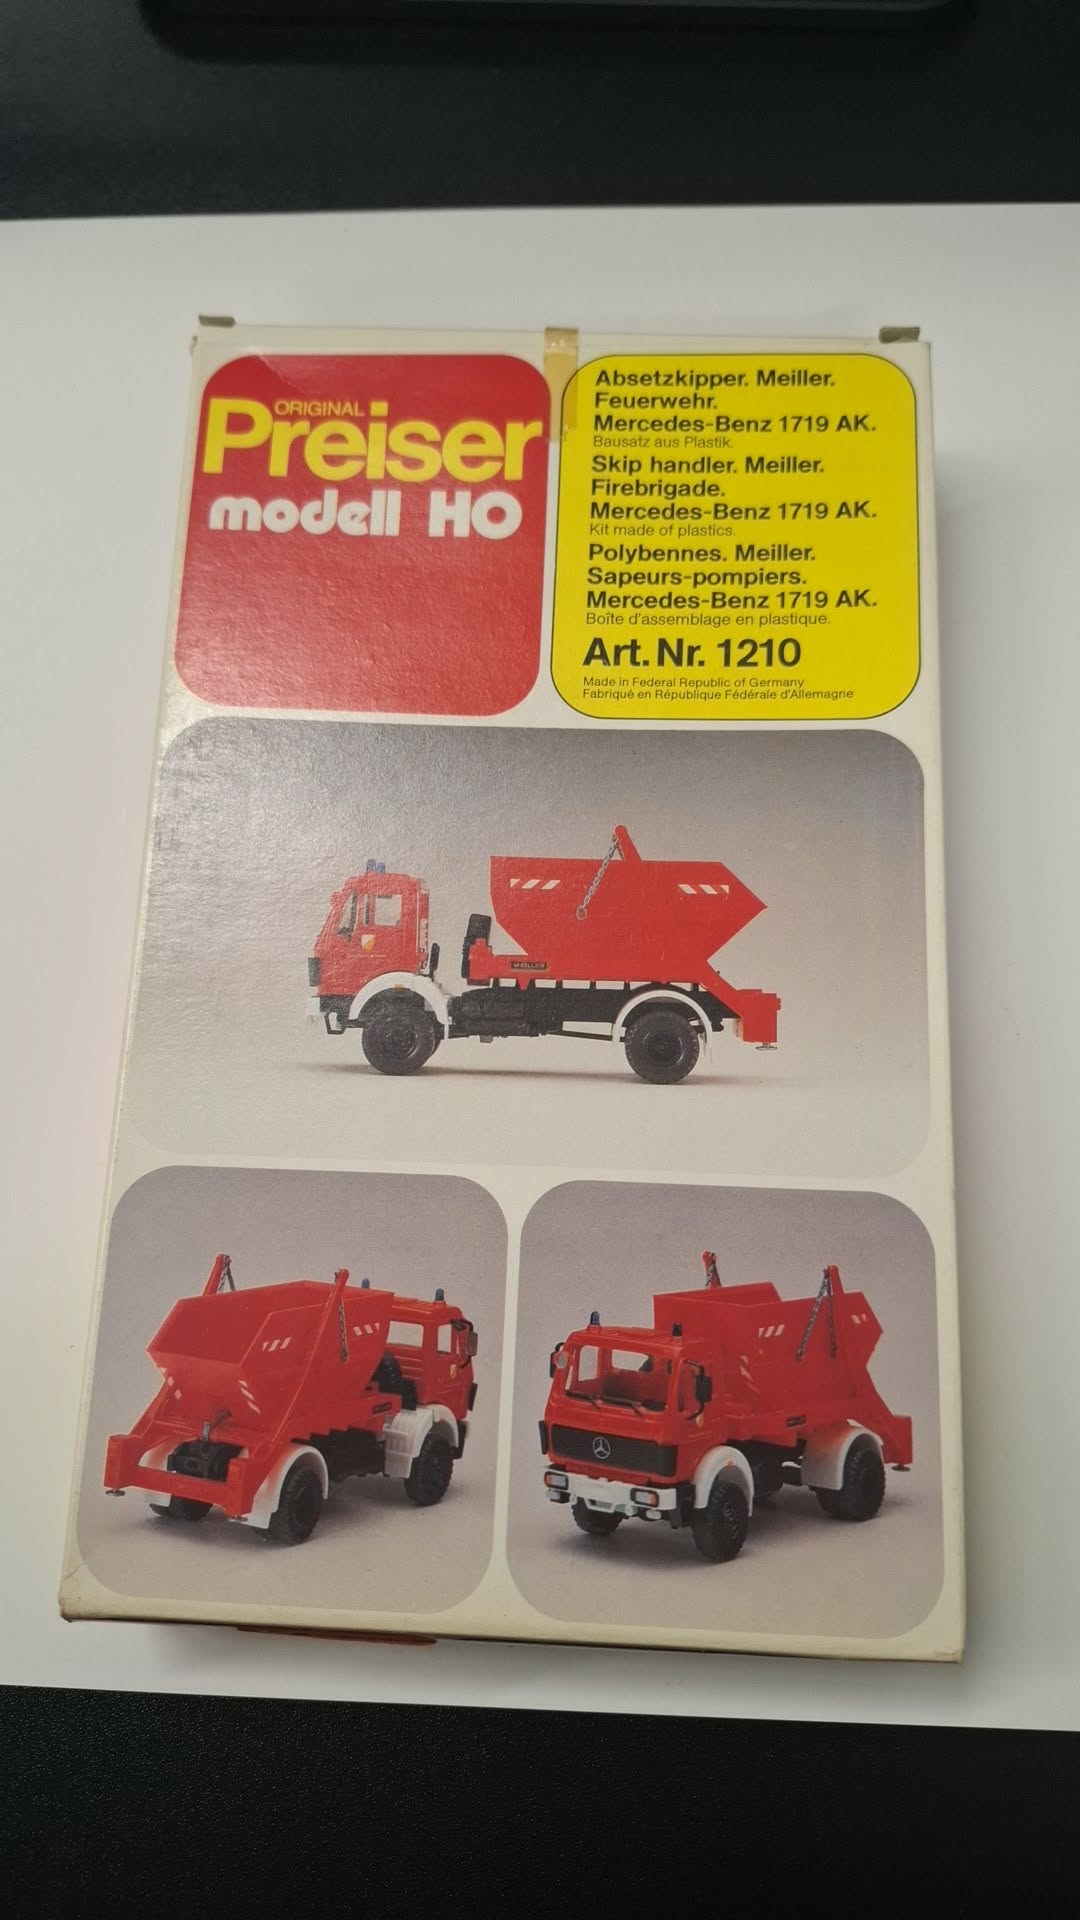 ORIGINAL
Preiser
modell HO
Absetzkipper. Meiller.
Feuerwehr.
Mercedes-Benz 1719 AK.
Bausatz aus Plastik.
Skip handler. Meiller.
Firebrigade.
Mercedes-Benz 1719 AK.
Kit made of plastics.
Polybennes. Meiller.
Sapeurs-pompiers.
Mercedes-Benz 1719 AK.
Boîte d'assemblage en plastique.
Art. Nr. 1210
Made in Federal Republic of Germany
Fabriqué en République Fédérale d'Allemagne
MEILLER